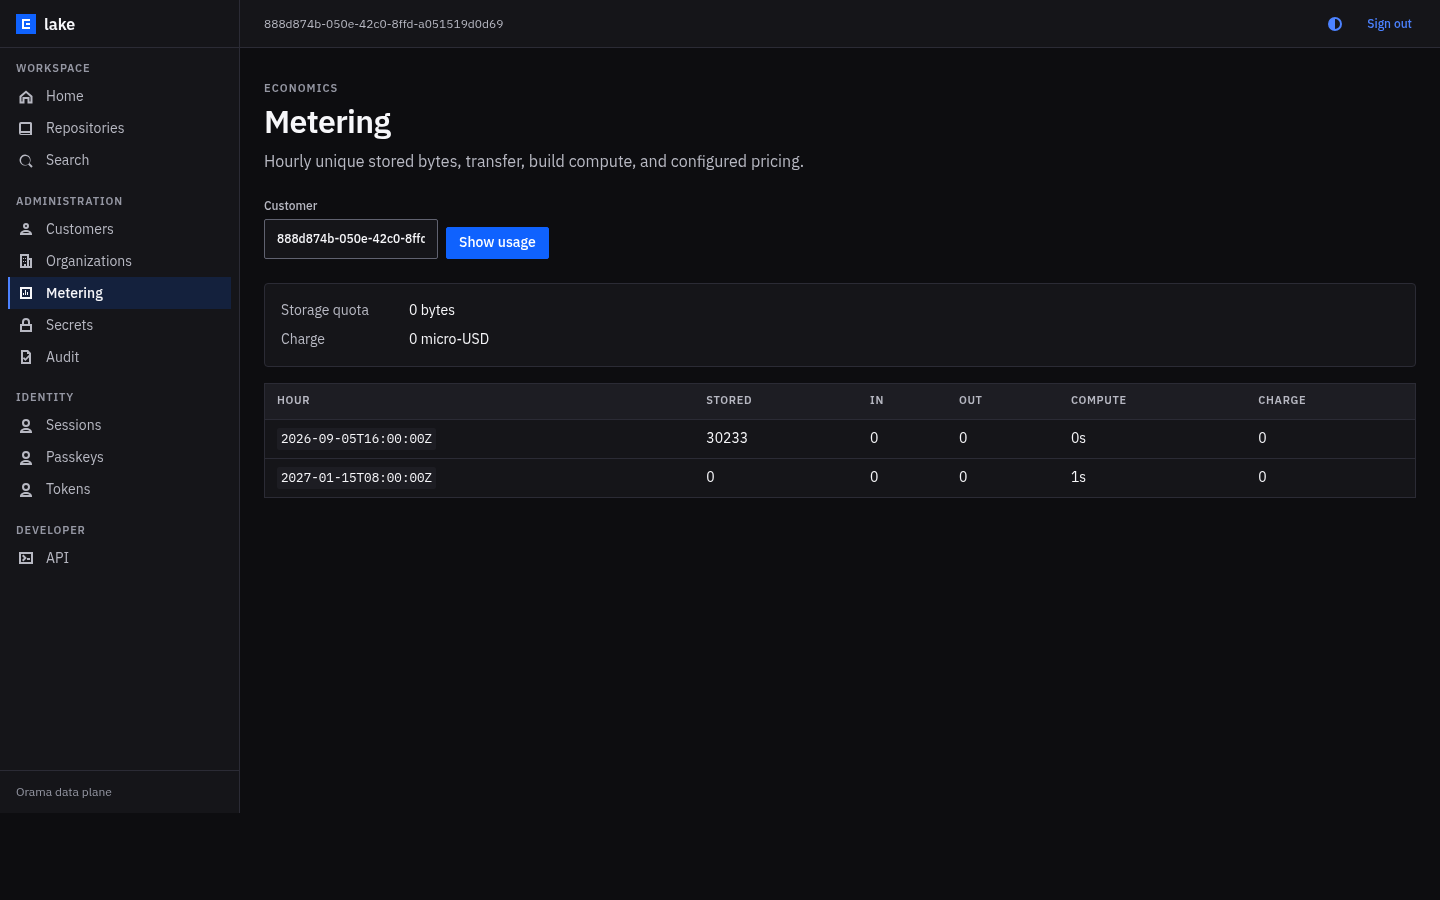 lake
888d874b-050e-42c0-8ffd-a051519d0d69
Sign out
WORKSPACE
Home
Repositories
Search
ADMINISTRATION
Customers
Organizations
Metering
Secrets
Audit
IDENTITY
Sessions
Passkeys
Tokens
DEVELOPER
API
Orama data plane
ECONOMICS
Metering
Hourly unique stored bytes, transfer, build compute, and configured pricing.
Customer
888d874b-050e-42c0-8ffd
Show usage
Storage quota 0 bytes
Charge 0 micro-USD
HOUR STORED IN OUT COMPUTE CHARGE
2026-09-05T16:00:00Z 30233 0 0 0s 0
2027-01-15T08:00:00Z 0 0 0 1s 0